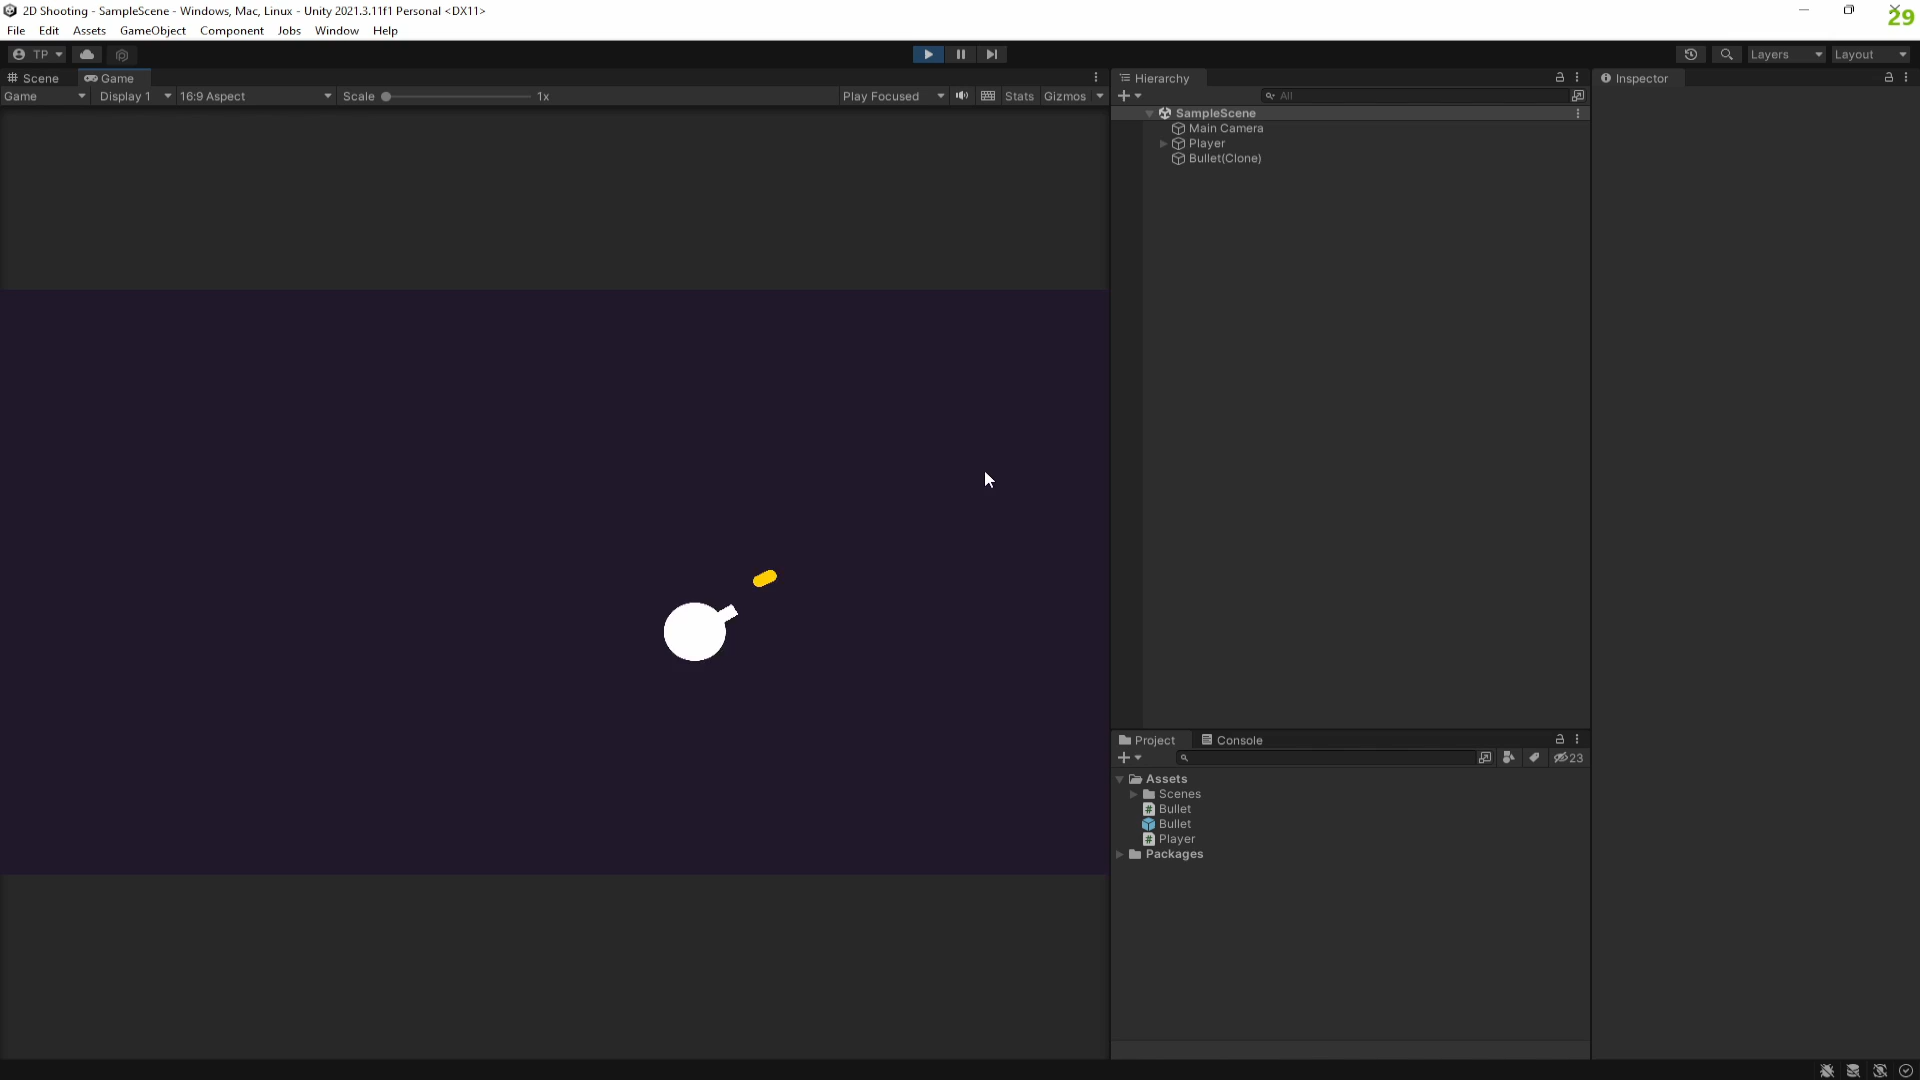 2D Shooting - SampleScene - Windows, Mac, Linux - Unity 2021.3.11f1 Personal <DX11>
29
File Edit Assets GameObject Component Jobs Window Help
TP Layers Layout
Scene Game
Game Display 1 16:9 Aspect Scale 1x Play Focused Stats Gizmos
Hierarchy
All
SampleScene
Main Camera
Player
Bullet(Clone)
Inspector
Project Console
23
Assets
Scenes
Bullet
Bullet
Player
Packages